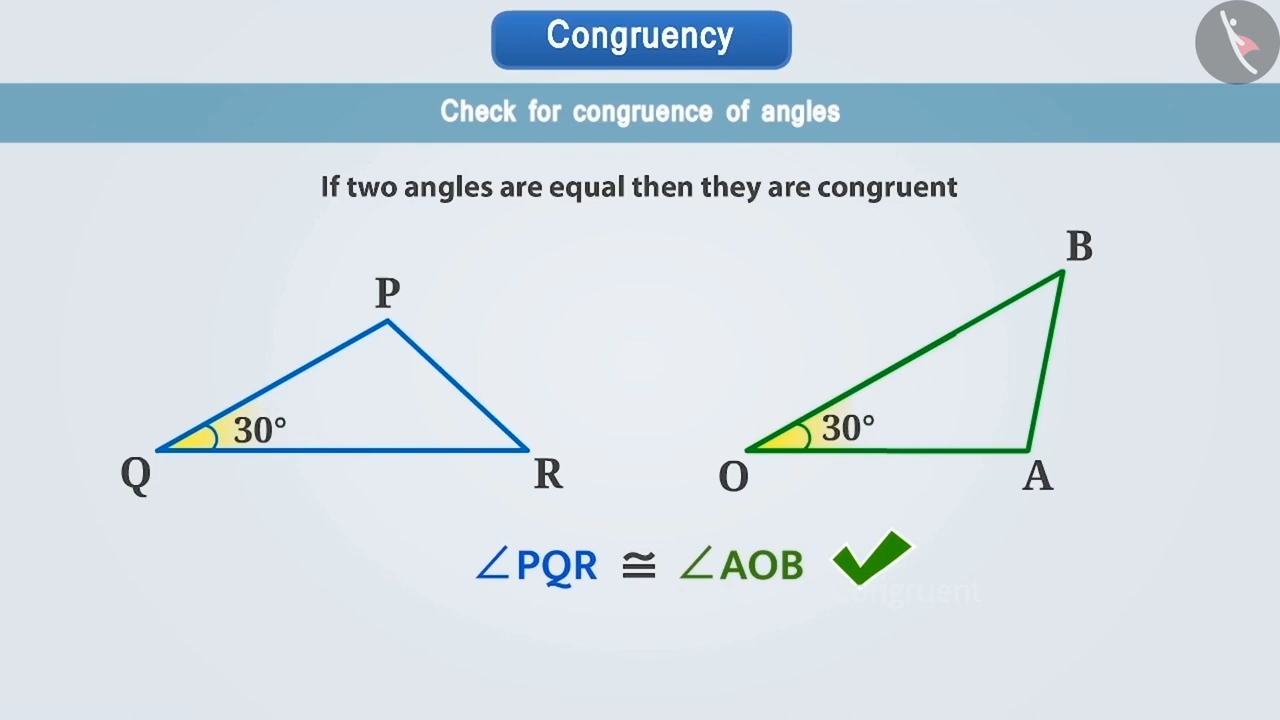 Congruency
Check for congruence of angles
If two angles are equal then they are congruent
B
P
30°
30°
Q
R
O
A
∠PQR ≅ ∠AOB
Congruent